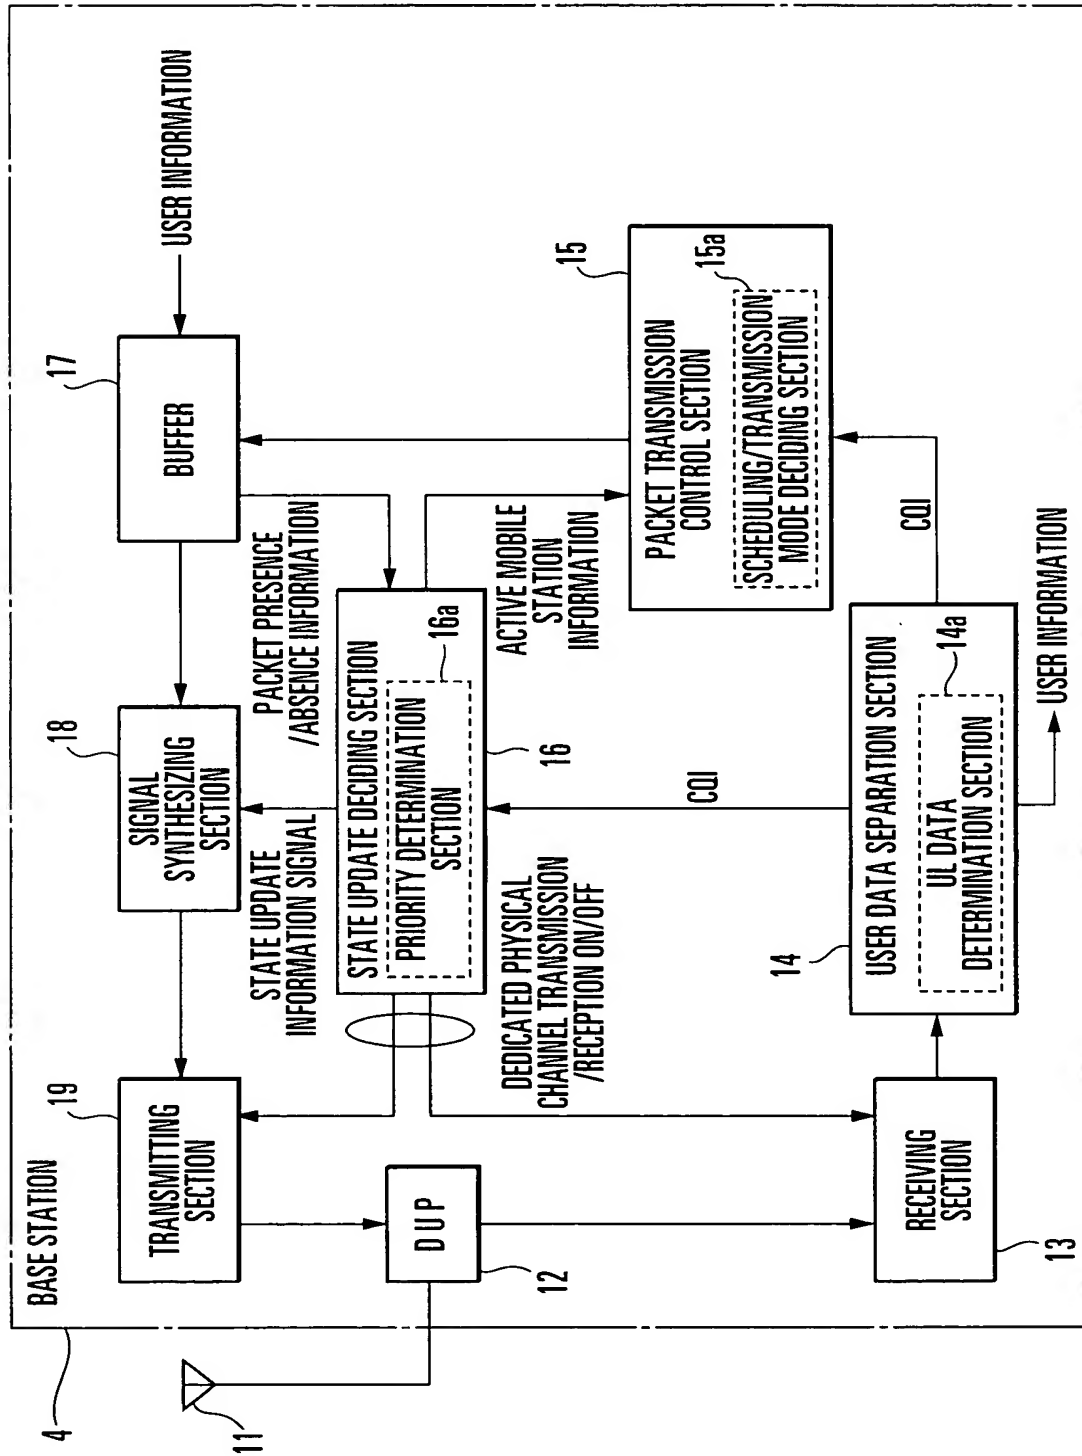 BASE STATION
4
11
TRANSMITTING
SECTION
19
SIGNAL
SYNTHESIZING
SECTION
18
BUFFER
17
USER INFORMATION
STATE UPDATE
INFORMATION SIGNAL
PACKET PRESENCE
/ABSENCE INFORMATION
DUP
12
STATE UPDATE DECIDING SECTION
PRIORITY DETERMINATION
SECTION
16a
16
DEDICATED PHYSICAL
CHANNEL TRANSMISSION
/RECEPTION ON/OFF
CQI
ACTIVE MOBILE
STATION
INFORMATION
PACKET TRANSMISSION
CONTROL SECTION
SCHEDULING/TRANSMISSION
MODE DECIDING SECTION
15
15a
RECEIVING
SECTION
13
USER DATA SEPARATION SECTION
UL DATA
DETERMINATION SECTION
14
14a
CQI
USER INFORMATION